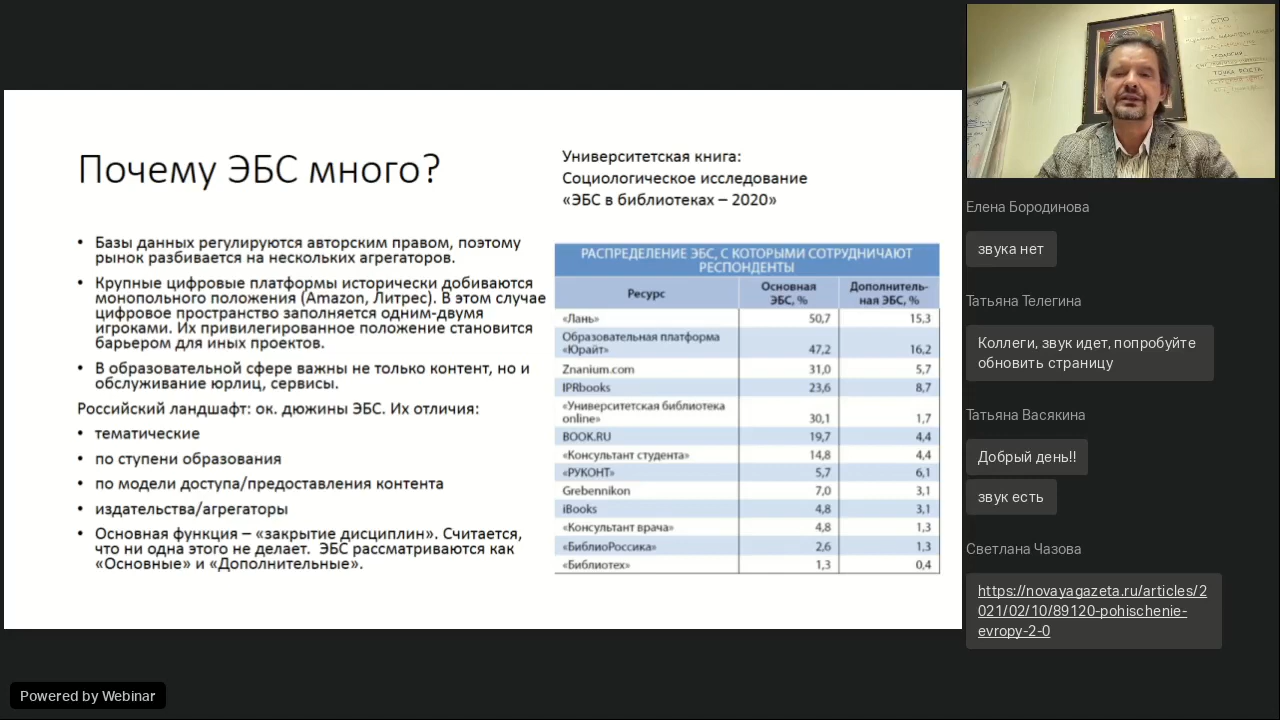 Почему ЭБС много?
• Базы данных регулируются авторским правом, поэтому
рынок разбивается на нескольких агрегаторов.
• Крупные цифровые платформы исторически добиваются
монопольного положения (Amazon, Литрес). В этом случае
цифровое пространство заполняется одним-двумя
игроками. Их привилегированное положение становится
барьером для иных проектов.
• В образовательной сфере важны не только контент, но и
обслуживание юрлиц, сервисы.
Российский ландшафт: ок. дюжины ЭБС. Их отличия:
• тематические
• по ступени образования
• по модели доступа/предоставления контента
• издательства/агрегаторы
• Основная функция – «закрытие дисциплин». Считается,
что ни одна этого не делает.  ЭБС рассматриваются как
«Основные» и «Дополнительные».
Университетская книга:
Социологическое исследование
«ЭБС в библиотеках – 2020»
РАСПРЕДЕЛЕНИЕ ЭБС, С КОТОРЫМИ СОТРУДНИЧАЮТ
РЕСПОНДЕНТЫ
Ресурс Основная ЭБС, % Дополнитель-ная ЭБС, %
«Лань» 50,7 15,3
Образовательная платформа
«Юрайт» 47,2 16,2
Znanium.com 31,0 5,7
IPRbooks 23,6 8,7
«Университетская библиотека
online» 30,1 1,7
BOOK.RU 19,7 4,4
«Консультант студента» 14,8 4,4
«РУКОНТ» 5,7 6,1
Grebennikon 7,0 3,1
iBooks 4,8 3,1
«Консультант врача» 4,8 1,3
«БиблиоРоссика» 2,6 1,3
«Библиотех» 1,3 0,4
СПО
ТОЧКА РОСТА
Елена Бородинова
звука нет
Татьяна Телегина
Коллеги, звук идет, попробуйте
обновить страницу
Татьяна Васякина
Добрый день!!
звук есть
Светлана Чазова
https://novayagazeta.ru/articles/2
021/02/10/89120-pohischenie-
evropy-2-0
Powered by Webinar